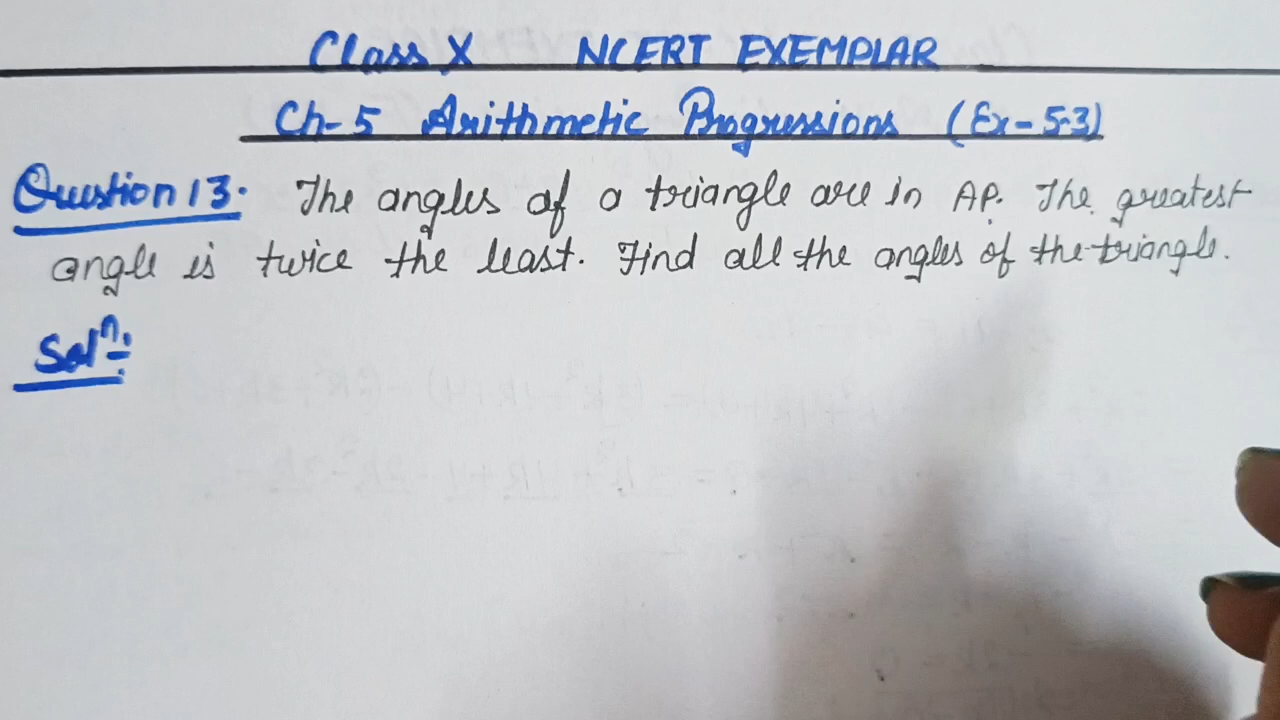 Class X NCERT EXEMPLAR
Ch-5 Arithmetic Progressions (Ex-5.3)
Question 13. The angles of a triangle are in AP. The greatest
angle is twice the least. Find all the angles of the triangle.
Solⁿ:-